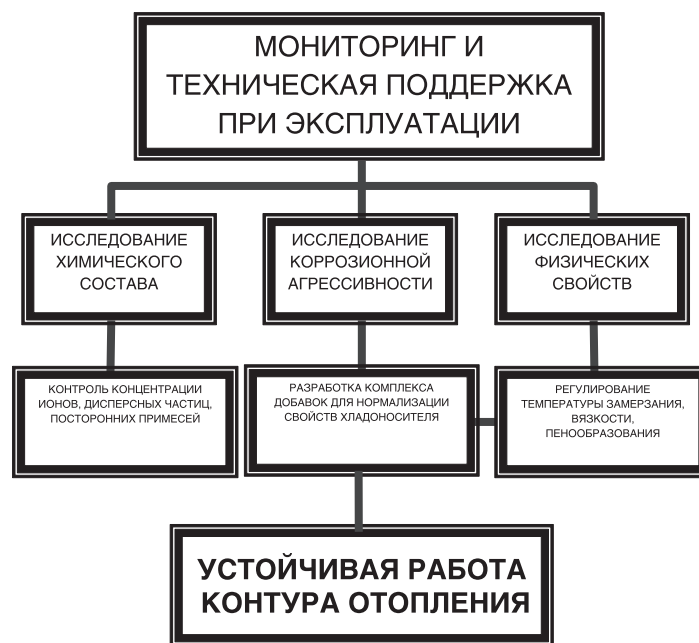 МОНИТОРИНГ И
ТЕХНИЧЕСКАЯ ПОДДЕРЖКА
ПРИ ЭКСПЛУАТАЦИИ
ИССЛЕДОВАНИЕ
ХИМИЧЕСКОГО
СОСТАВА
ИССЛЕДОВАНИЕ
КОРРОЗИОННОЙ
АГРЕССИВНОСТИ
ИССЛЕДОВАНИЕ
ФИЗИЧЕСКИХ
СВОЙСТВ
КОНТРОЛЬ КОНЦЕНТРАЦИИ
ИОНОВ, ДИСПЕРСНЫХ ЧАСТИЦ,
ПОСТОРОННИХ ПРИМЕСЕЙ
РАЗРАБОТКА КОМПЛЕКСА
ДОБАВОК ДЛЯ НОРМАЛИЗАЦИИ
СВОЙСТВ ХЛАДОНОСИТЕЛЯ
РЕГУЛИРОВАНИЕ
ТЕМПЕРАТУРЫ ЗАМЕРЗАНИЯ,
ВЯЗКОСТИ,
ПЕНООБРАЗОВАНИЯ
УСТОЙЧИВАЯ РАБОТА
КОНТУРА ОТОПЛЕНИЯ